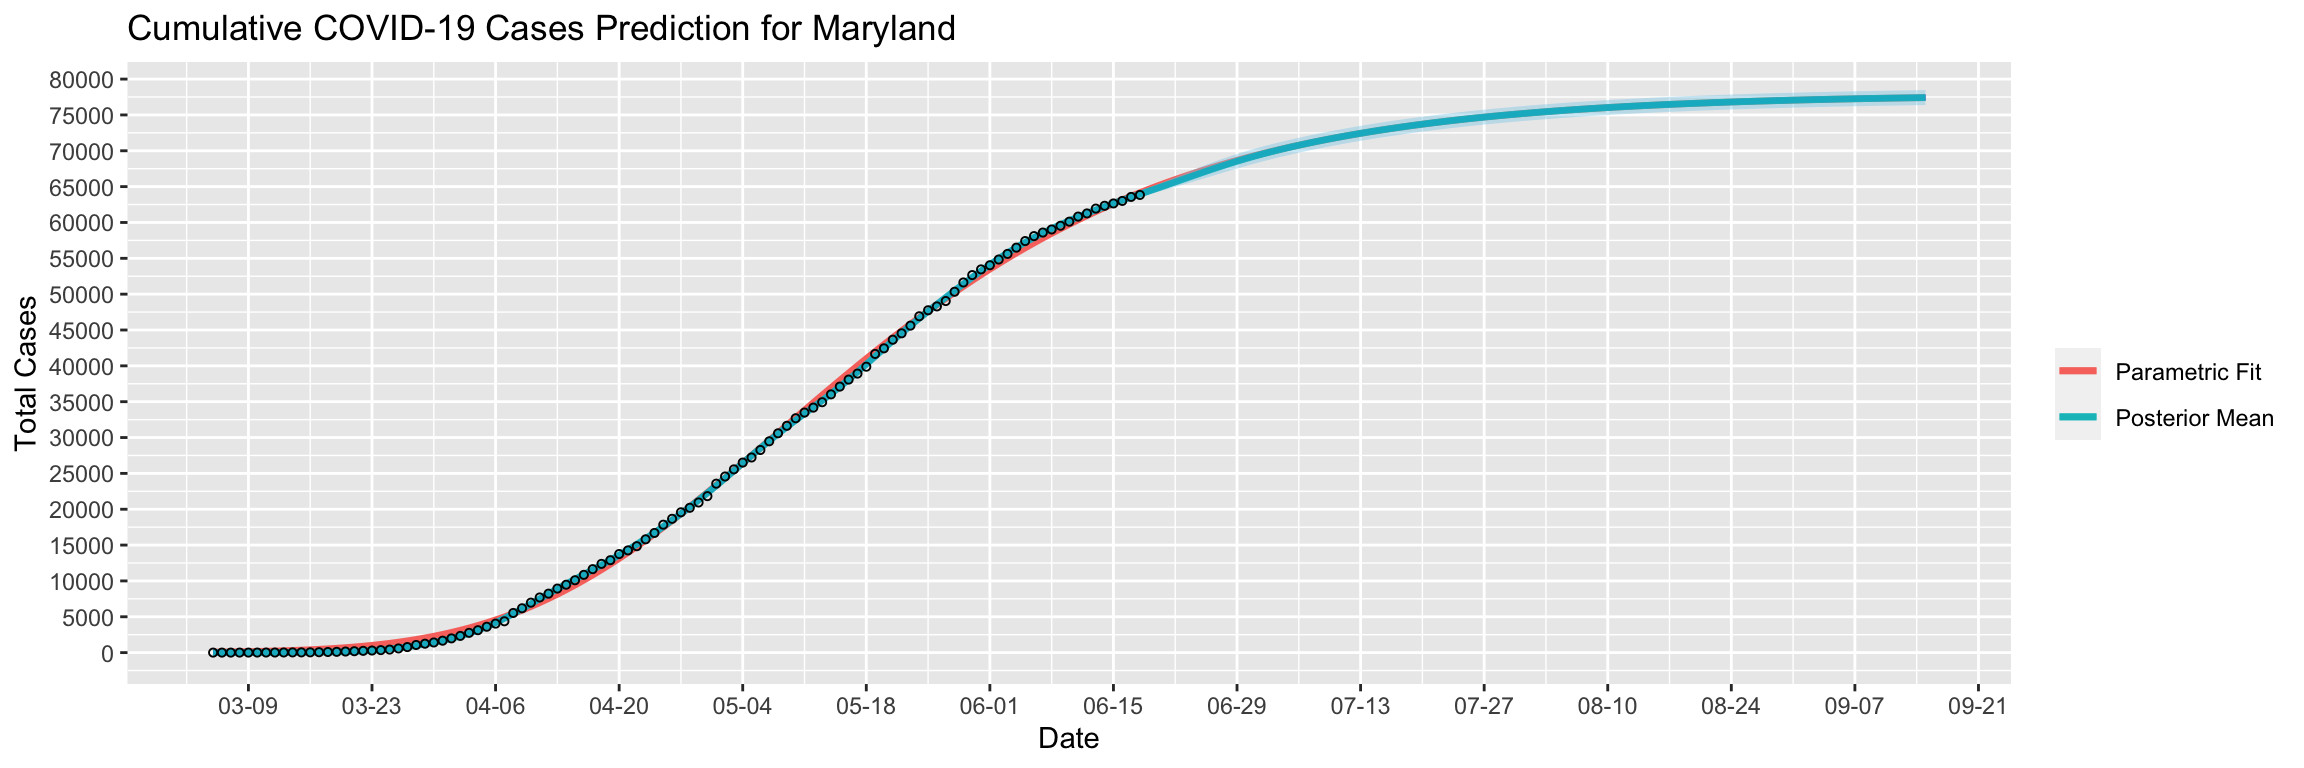 Cumulative COVID-19 Cases Prediction for Maryland
80000
75000
70000
65000
60000
55000
50000
45000
40000
35000
30000
25000
20000
15000
10000
5000
0
Total Cases
03-09 03-23 04-06 04-20 05-04 05-18 06-01 06-15 06-29 07-13 07-27 08-10 08-24 09-07 09-21
Date
Parametric Fit
Posterior Mean